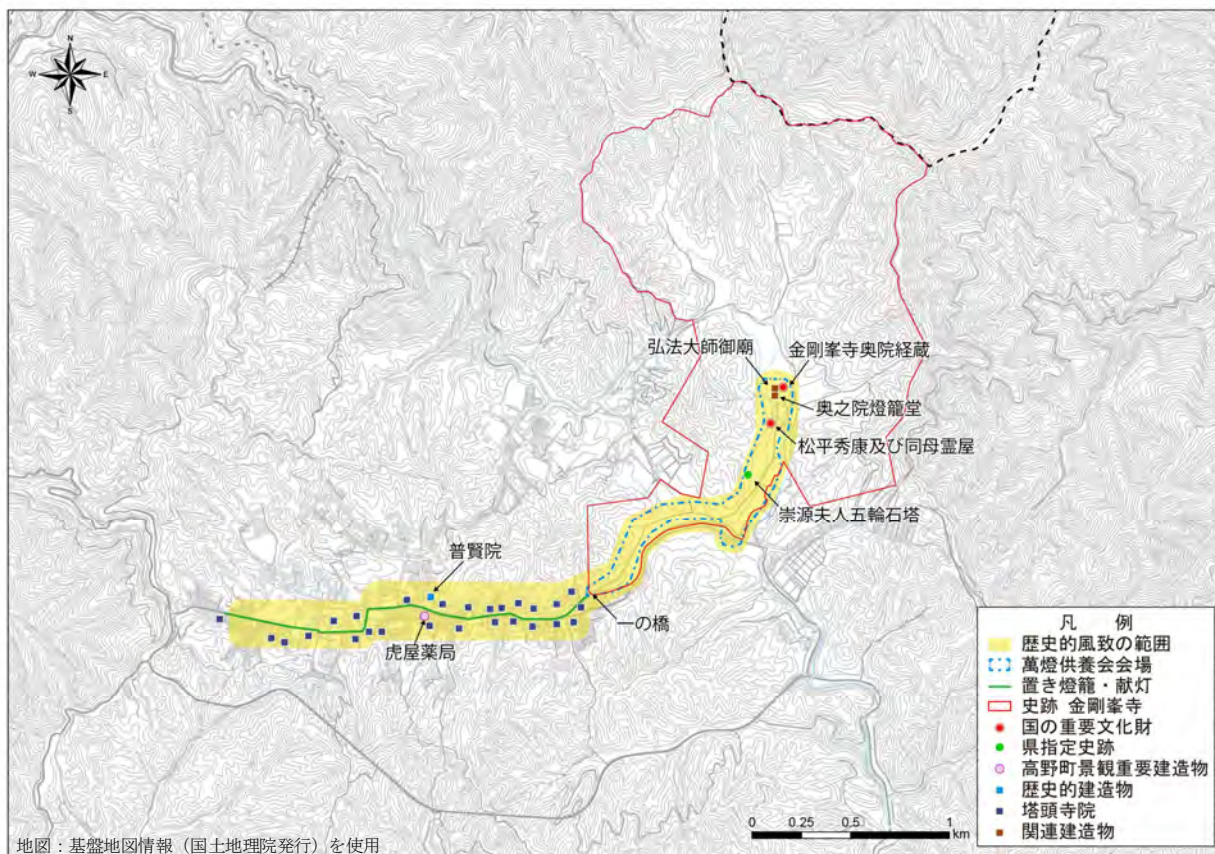 N
W
E
S
弘法大師御廟
金剛峯寺奥院経蔵
奥之院燈籠堂
松平秀康及び同母霊屋
崇源夫人五輪石塔
普賢院
一の橋
虎屋薬局
凡 例
歴史的風致の範囲
萬燈供養会会場
置き燈籠・献灯
史跡 金剛峯寺
国の重要文化財
県指定史跡
高野町景観重要建造物
歴史的建造物
塔頭寺院
関連建造物
0 0.25 0.5 1
km
地図：基盤地図情報（国土地理院発行）を使用